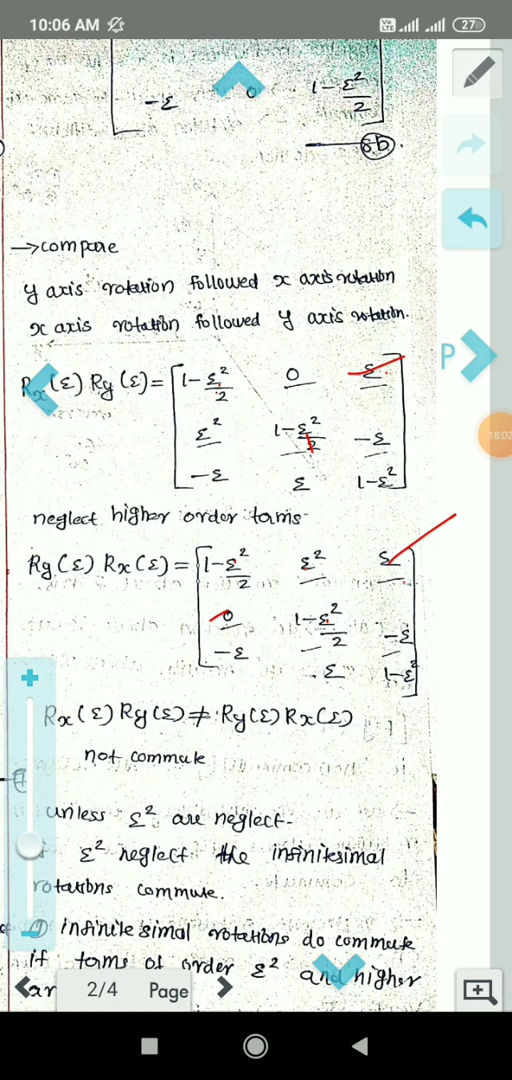 10:06 AM
27
-ε 0 1-ε²/2
8.b
→compare
y axis rotation followed x axis rotation
x axis rotation followed y axis rotation.
P
Rx(ε) Ry(ε) = [1-ε²/2 0 ε
ε² 1-ε²/2 -ε
-ε ε 1-ε²]
18:02
neglect higher order terms
Ry(ε) Rx(ε) = [1-ε²/2 ε² ε
0 1-ε²/2 -ε
-ε ε 1-ε²]
Rx(ε) Ry(ε) ≠ Ry(ε) Rx(ε)
not commute
unless ε² are neglect.
ε² neglect the infinitesimal
rotations commute.
infinitesimal rotations do commute
if terms of order ε² and higher
2/4 Page